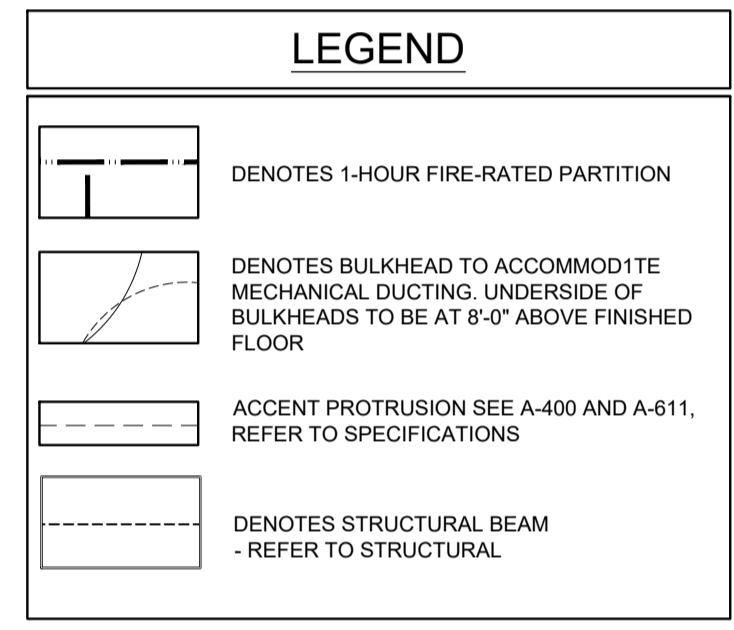 LEGEND
DENOTES 1-HOUR FIRE-RATED PARTITION
DENOTES BULKHEAD TO ACCOMMOD1TE
MECHANICAL DUCTING. UNDERSIDE OF
BULKHEADS TO BE AT 8'-0" ABOVE FINISHED
FLOOR
ACCENT PROTRUSION SEE A-400 AND A-611,
REFER TO SPECIFICATIONS
DENOTES STRUCTURAL BEAM
- REFER TO STRUCTURAL